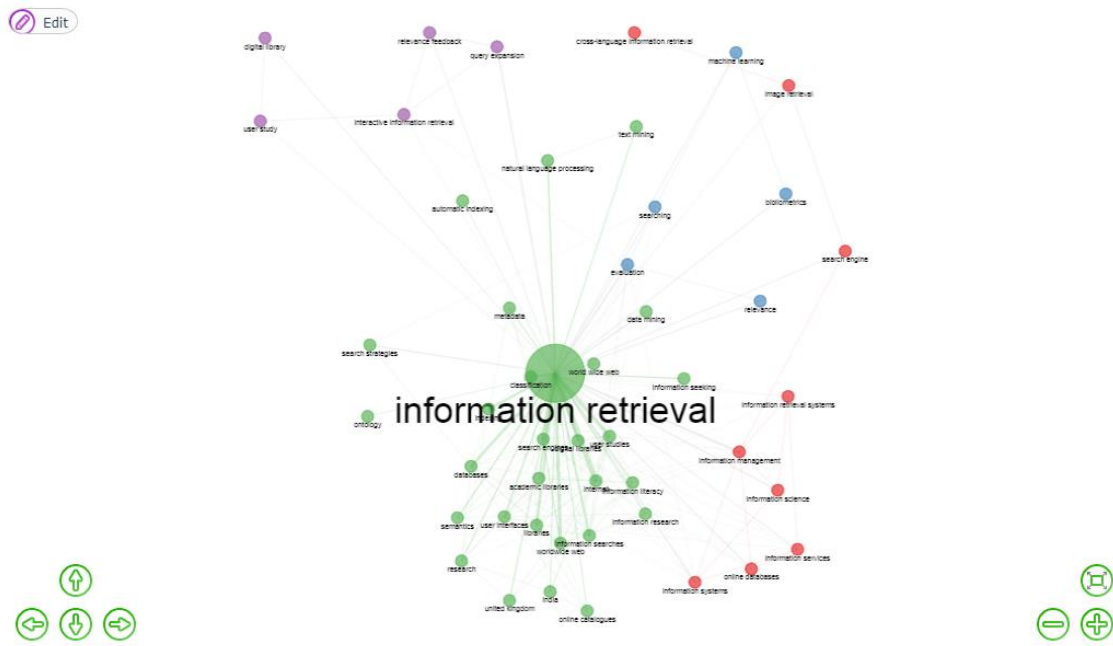 Edit
digital library
relevance feedback
query expansion
cross-language information retrieval
machine learning
image retrieval
user study
interactive information retrieval
text mining
natural language processing
automatic indexing
searching
bibliometrics
search engine
evaluation
metadata
data mining
relevance
search strategies
world wide web
classification
information seeking
information retrieval systems
information retrieval
ontology
user studies
search engines
digital libraries
information management
databases
academic libraries
internet
information literacy
information science
semantics
user interfaces
libraries
information research
information searches
worldwide web
information services
research
online databases
information systems
india
united kingdom
online catalogues